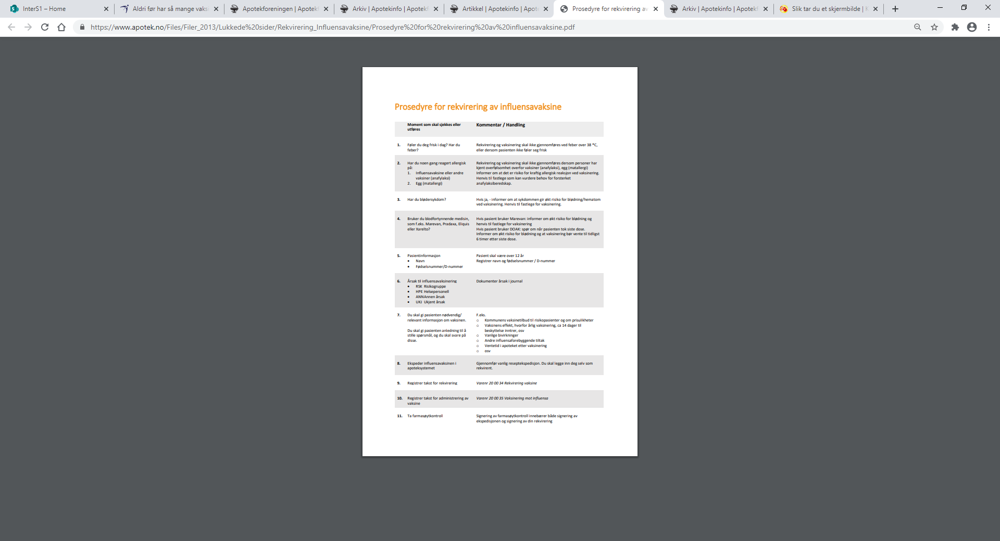 InterS1 – Home
Aldri før har så mange vaks
Apotekforeningen | Apotek
Arkiv | Apotekinfo | Apotekf
Artikkel | Apotekinfo | Apot
Prosedyre for rekvirering av
Arkiv | Apotekinfo | Apotekf
Slik tar du et skjermbilde | K
https://www.apotek.no/Files/Filer_2013/Lukkede%20sider/Rekvirering_Influensavaksine/Prosedyre%20for%20rekvirering%20av%20influensavaksine.pdf
Prosedyre for rekvirering av influensavaksine
Moment som skal sjekkes eller
utføres
Kommentar / Handling
1. Føler du deg frisk i dag? Har du
feber?
Rekvirering og vaksinering skal ikke gjennomføres ved feber over 38 °C,
eller dersom pasienten ikke føler seg frisk
2. Har du noen gang reagert allergisk
på:
1. Influensavaksine eller andre
vaksiner (anafylaksi)
2. Egg (matallergi)
Rekvirering og vaksinering skal ikke gjennomføres dersom personer har
kjent overfølsomhet overfor vaksiner (anafylaksi), egg (matallergi)
Informer om at det er risiko for kraftig allergisk reaksjon ved vaksinering.
Henvis til fastlege som kan vurdere behov for forsterket
anafylaksiberedskap.
3. Har du blødersykdom?
Hvis ja, - informer om at sykdommen gir økt risiko for blødning/hematom
ved vaksinering. Henvis til fastlege for vaksinering.
4. Bruker du blodfortynnende medisin,
som f.eks. Marevan, Pradaxa, Eliquis
eller Xarelto?
Hvis pasient bruker Marevan: informer om økt risiko for blødning og
henvis til fastlege for vaksinering
Hvis pasient bruker DOAK: spør om når pasienten tok siste dose.
Informer om økt risiko for blødning og at vaksinering bør vente til tidligst
6 timer etter siste dose.
5. Pasientinformasjon
• Navn
• Fødselsnummer/D-nummer
Pasient skal være over 12 år
Registrer navn og fødselsnummer / D-nummer
6. Årsak til influensavaksinering
• RSK Risikogruppe
• HPE Helsepersonell
• ANNAnnen årsak
• UKJ Ukjent årsak
Dokumenter årsak i journal
7. Du skal gi pasienten nødvendig/
relevant informasjon om vaksinen.
Du skal gi pasienten anledning til å
stille spørsmål, og du skal svare på
disse.
F.eks.
o Kommunens vaksinetilbud til risikopasienter og om prisulikheter
o Vaksinens effekt, hvorfor årlig vaksinering, ca 14 dager til
beskyttelse inntrer, osv
o Vanlige bivirkninger
o Andre influensaforebyggende tiltak
o Ventetid i apoteket etter vaksinering
o osv
8. Ekspeder influensavaksinen i
apoteksystemet
Gjennomfør vanlig reseptekspedisjon. Du skal legge inn deg selv som
rekvirent.
9. Registrer takst for rekvirering
Varenr 20 00 34 Rekvirering vaksine
10. Registrer takst for administrering av
vaksine
Varenr 20 00 35 Vaksinering mot influensa
11. Ta farmasøytkontroll
Signering av farmasøytkontroll innebærer både signering av
ekspedisjonen og signering av din rekvirering